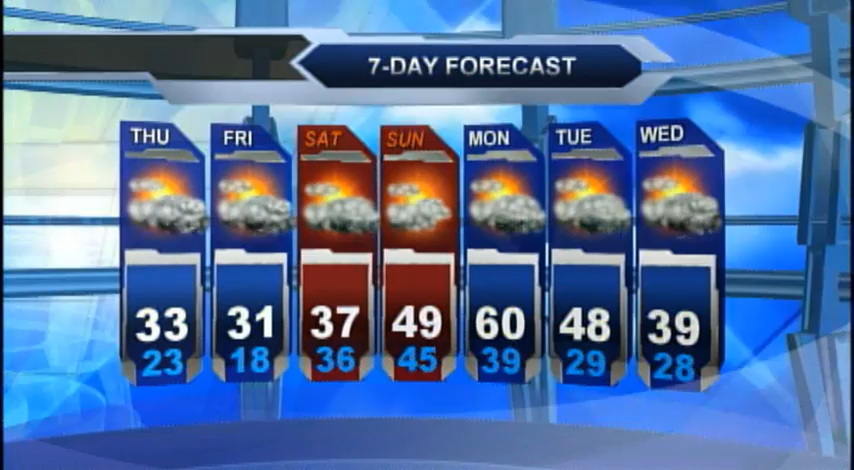 7-DAY FORECAST
THU FRI SAT SUN MON TUE WED
33 31 37 49 60 48 39
23 18 36 45 39 29 28